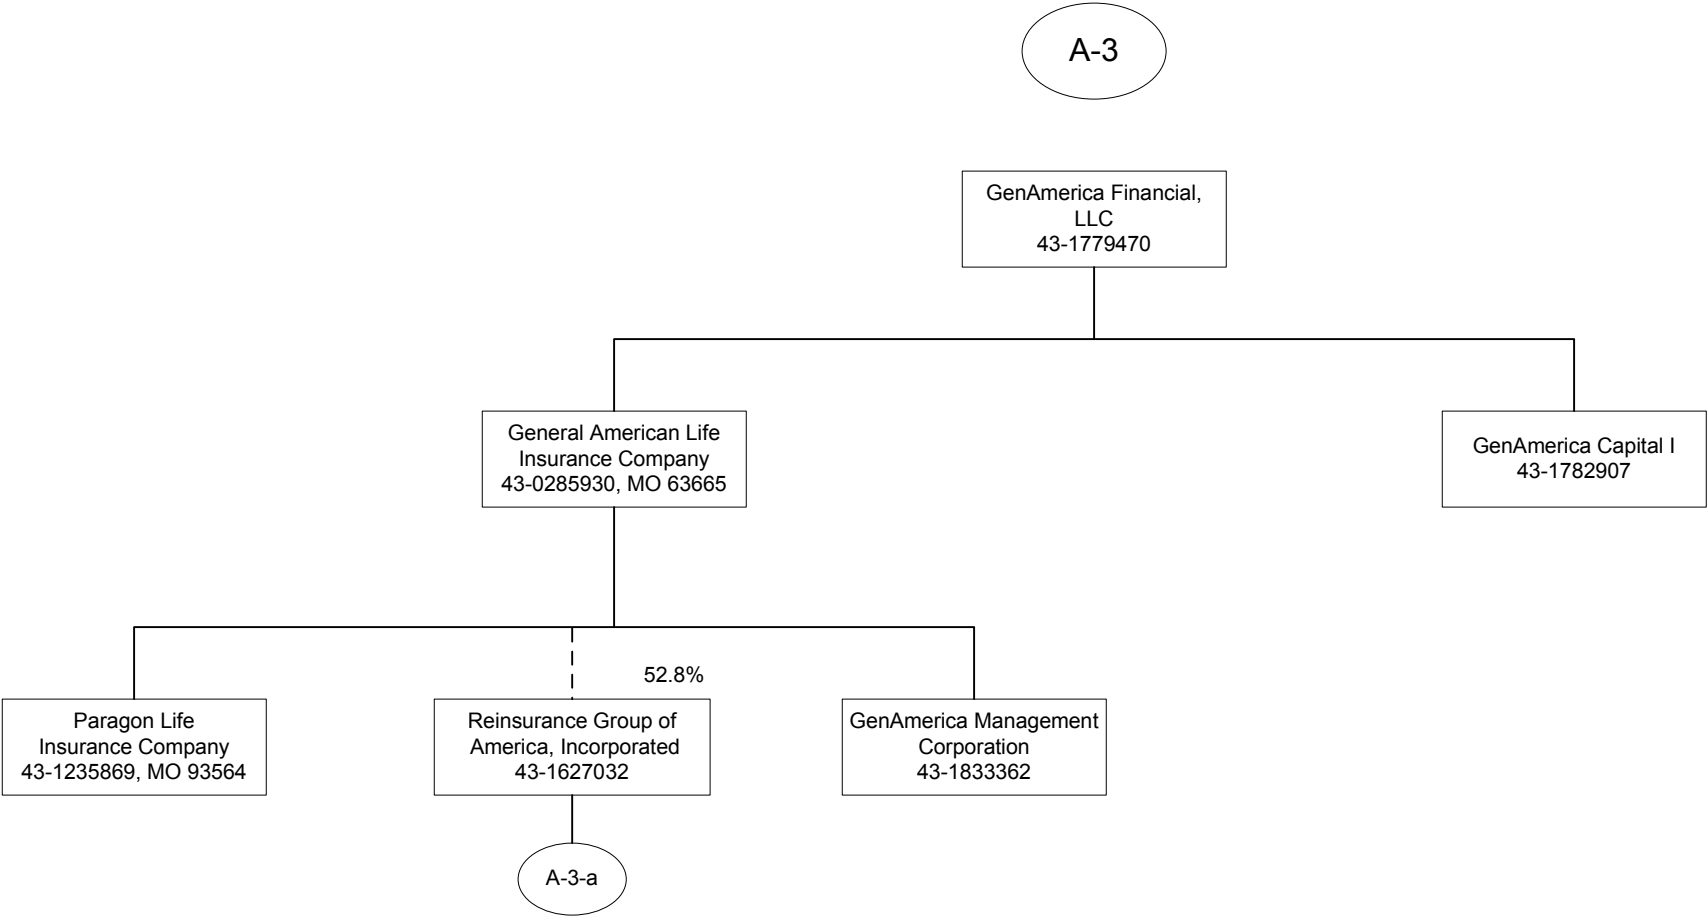 A-3
GenAmerica Financial,
LLC
43-1779470
General American Life
Insurance Company
43-0285930, MO 63665
GenAmerica Capital I
43-1782907
52.8%
Paragon Life
Insurance Company
43-1235869, MO 93564
Reinsurance Group of
America, Incorporated
43-1627032
GenAmerica Management
Corporation
43-1833362
A-3-a